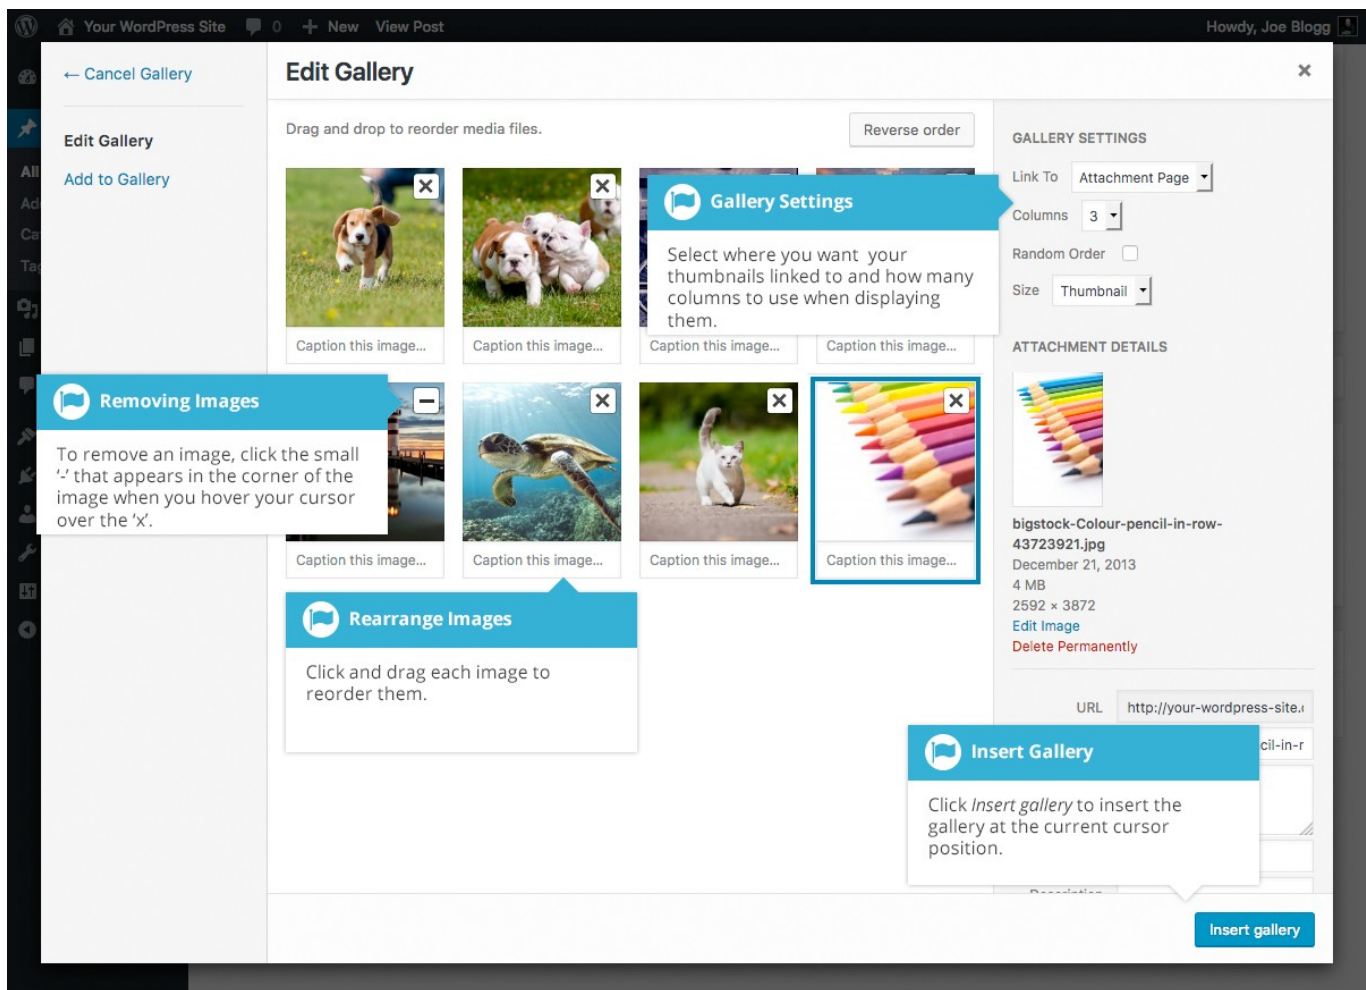 Your WordPress Site 0 + New View Post Howdy, Joe Blogg
← Cancel Gallery
Edit Gallery
Add to Gallery
All
Edit Gallery
Drag and drop to reorder media files.
Reverse order
Caption this image...
Caption this image...
Caption this image...
Caption this image...
Gallery Settings
Select where you want your
thumbnails linked to and how many
columns to use when displaying
them.
Removing Images
To remove an image, click the small
‘-’ that appears in the corner of the
image when you hover your cursor
over the ‘x’.
Caption this image...
Caption this image...
Caption this image...
Caption this image...
Rearrange Images
Click and drag each image to
reorder them.
GALLERY SETTINGS
Link To Attachment Page
Columns 3
Random Order
Size Thumbnail
ATTACHMENT DETAILS
bigstock-Colour-pencil-in-row-
43723921.jpg
December 21, 2013
4 MB
2592 × 3872
Edit Image
Delete Permanently
URL http://your-wordpress-site.
cil-in-r
Insert Gallery
Click Insert gallery to insert the
gallery at the current cursor
position.
Description
Insert gallery